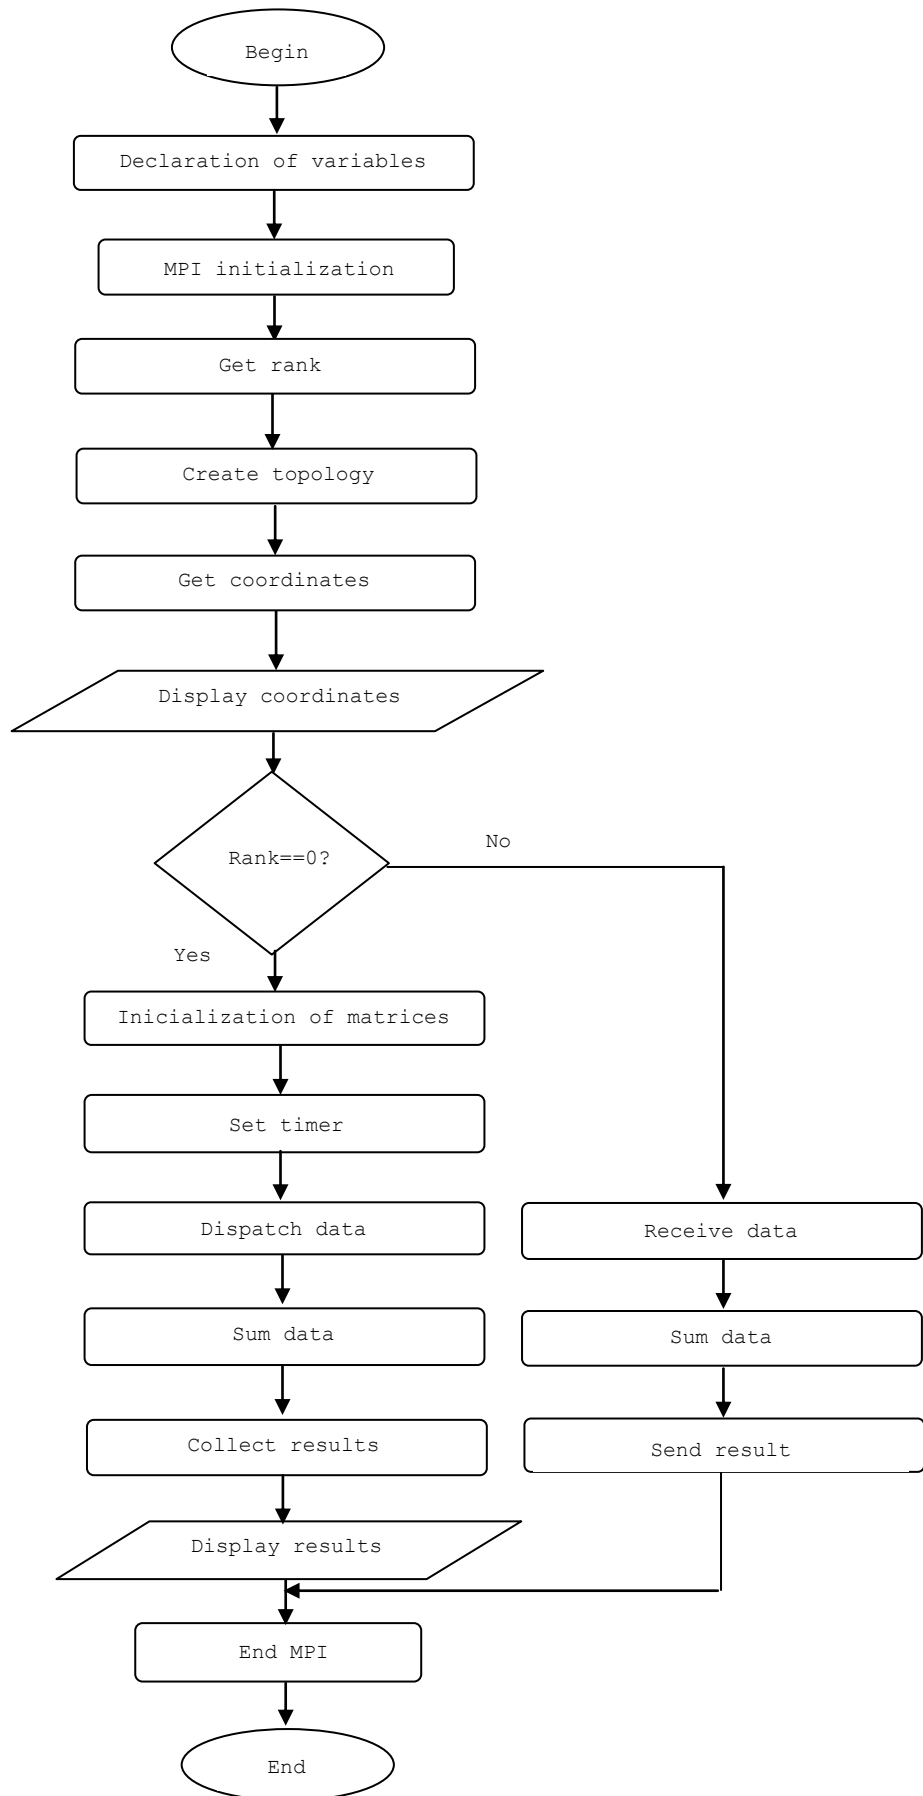 Begin
Declaration of variables
MPI initialization
Get rank
Create topology
Get coordinates
Display coordinates
Rank==0?
No
Yes
Inicialization of matrices
Set timer
Dispatch data
Sum data
Collect results
Display results
Receive data
Sum data
Send result
End MPI
End